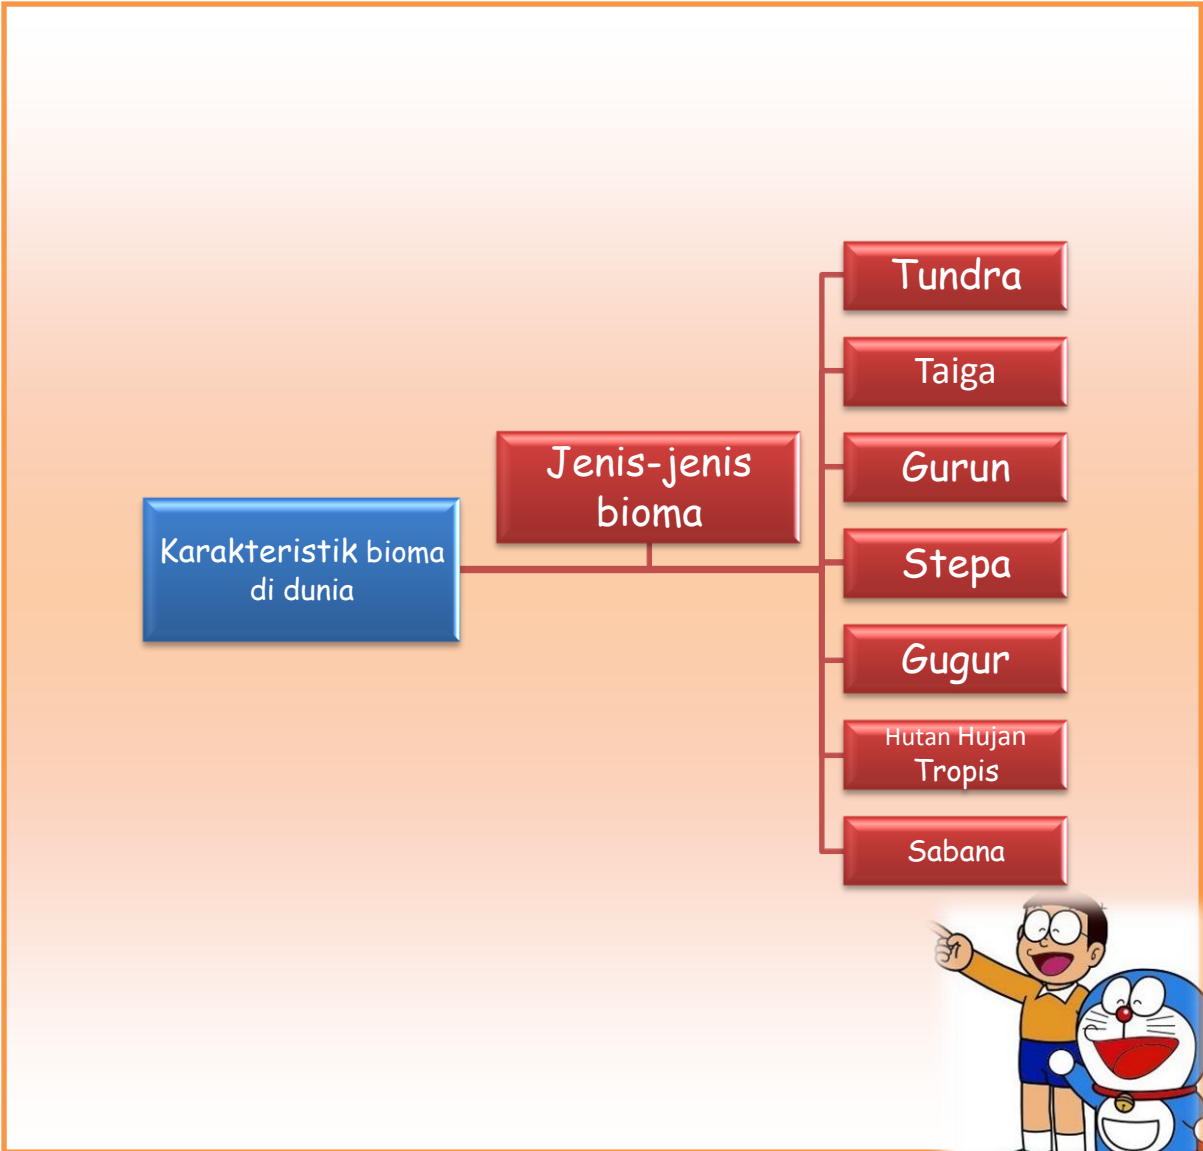 Karakteristik bioma
di dunia
Jenis-jenis
bioma
Tundra
Taiga
Gurun
Stepa
Gugur
Hutan Hujan
Tropis
Sabana